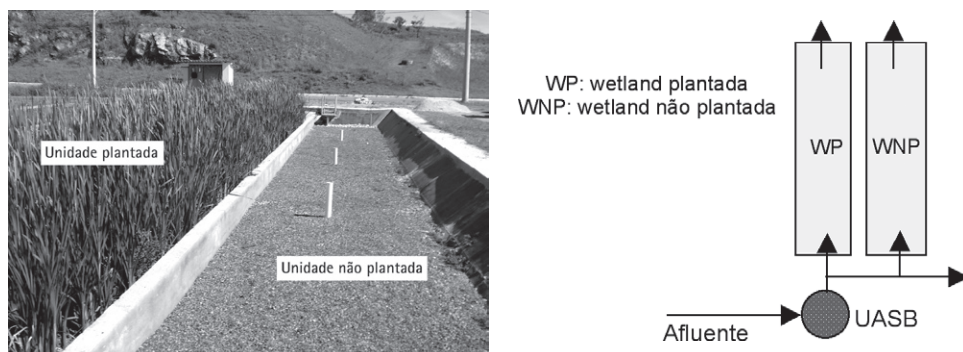 Unidade plantada
Unidade não plantada
WP: wetland plantada
WNP: wetland não plantada
WP
WNP
Afluente
UASB